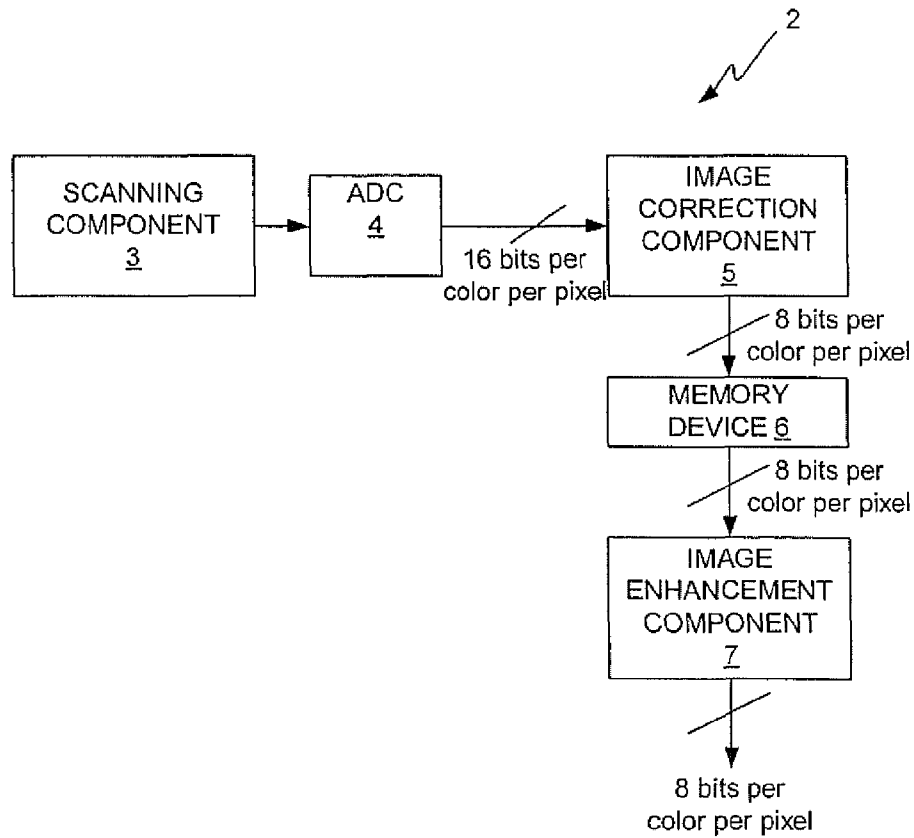 2
SCANNING
COMPONENT
3
ADC
4
16 bits per
color per pixel
IMAGE
CORRECTION
COMPONENT
5
8 bits per
color per pixel
MEMORY
DEVICE 6
8 bits per
color per pixel
IMAGE
ENHANCEMENT
COMPONENT
7
8 bits per
color per pixel